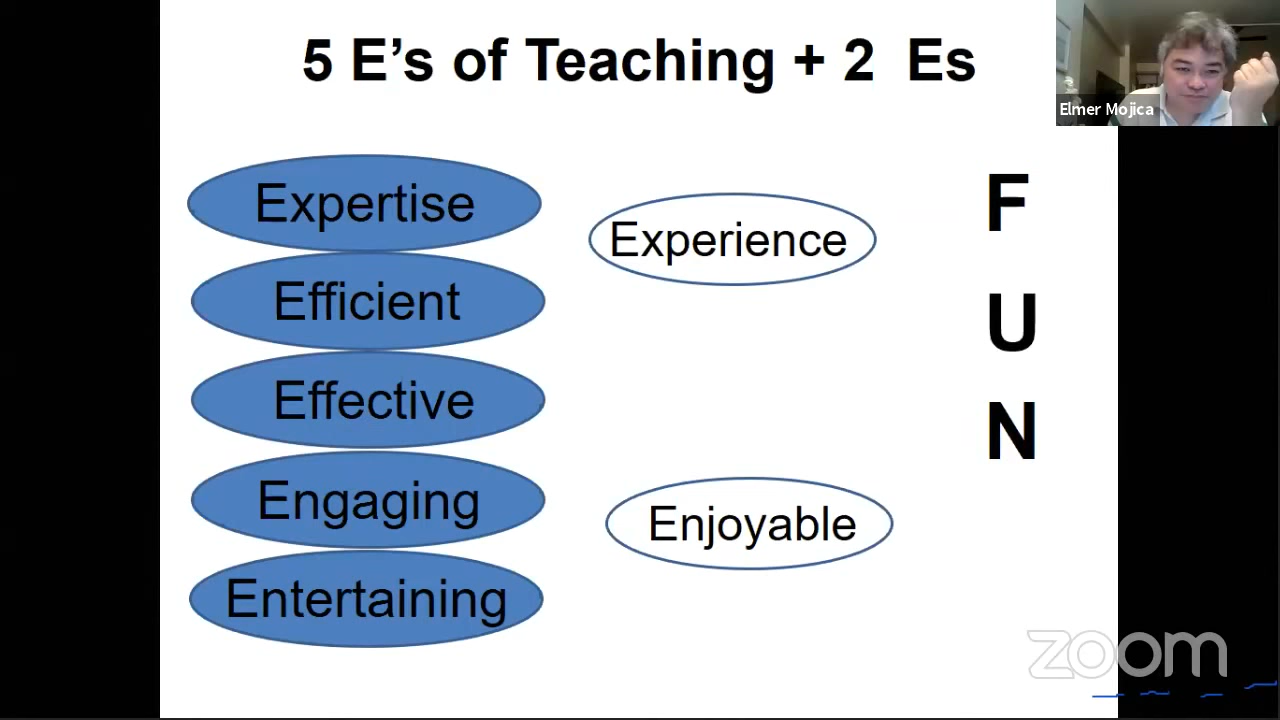 5 E’s of Teaching + 2 Es
Elmer Mojica
Expertise
Efficient
Effective
Engaging
Entertaining
Experience
Enjoyable
F
U
N
zoom